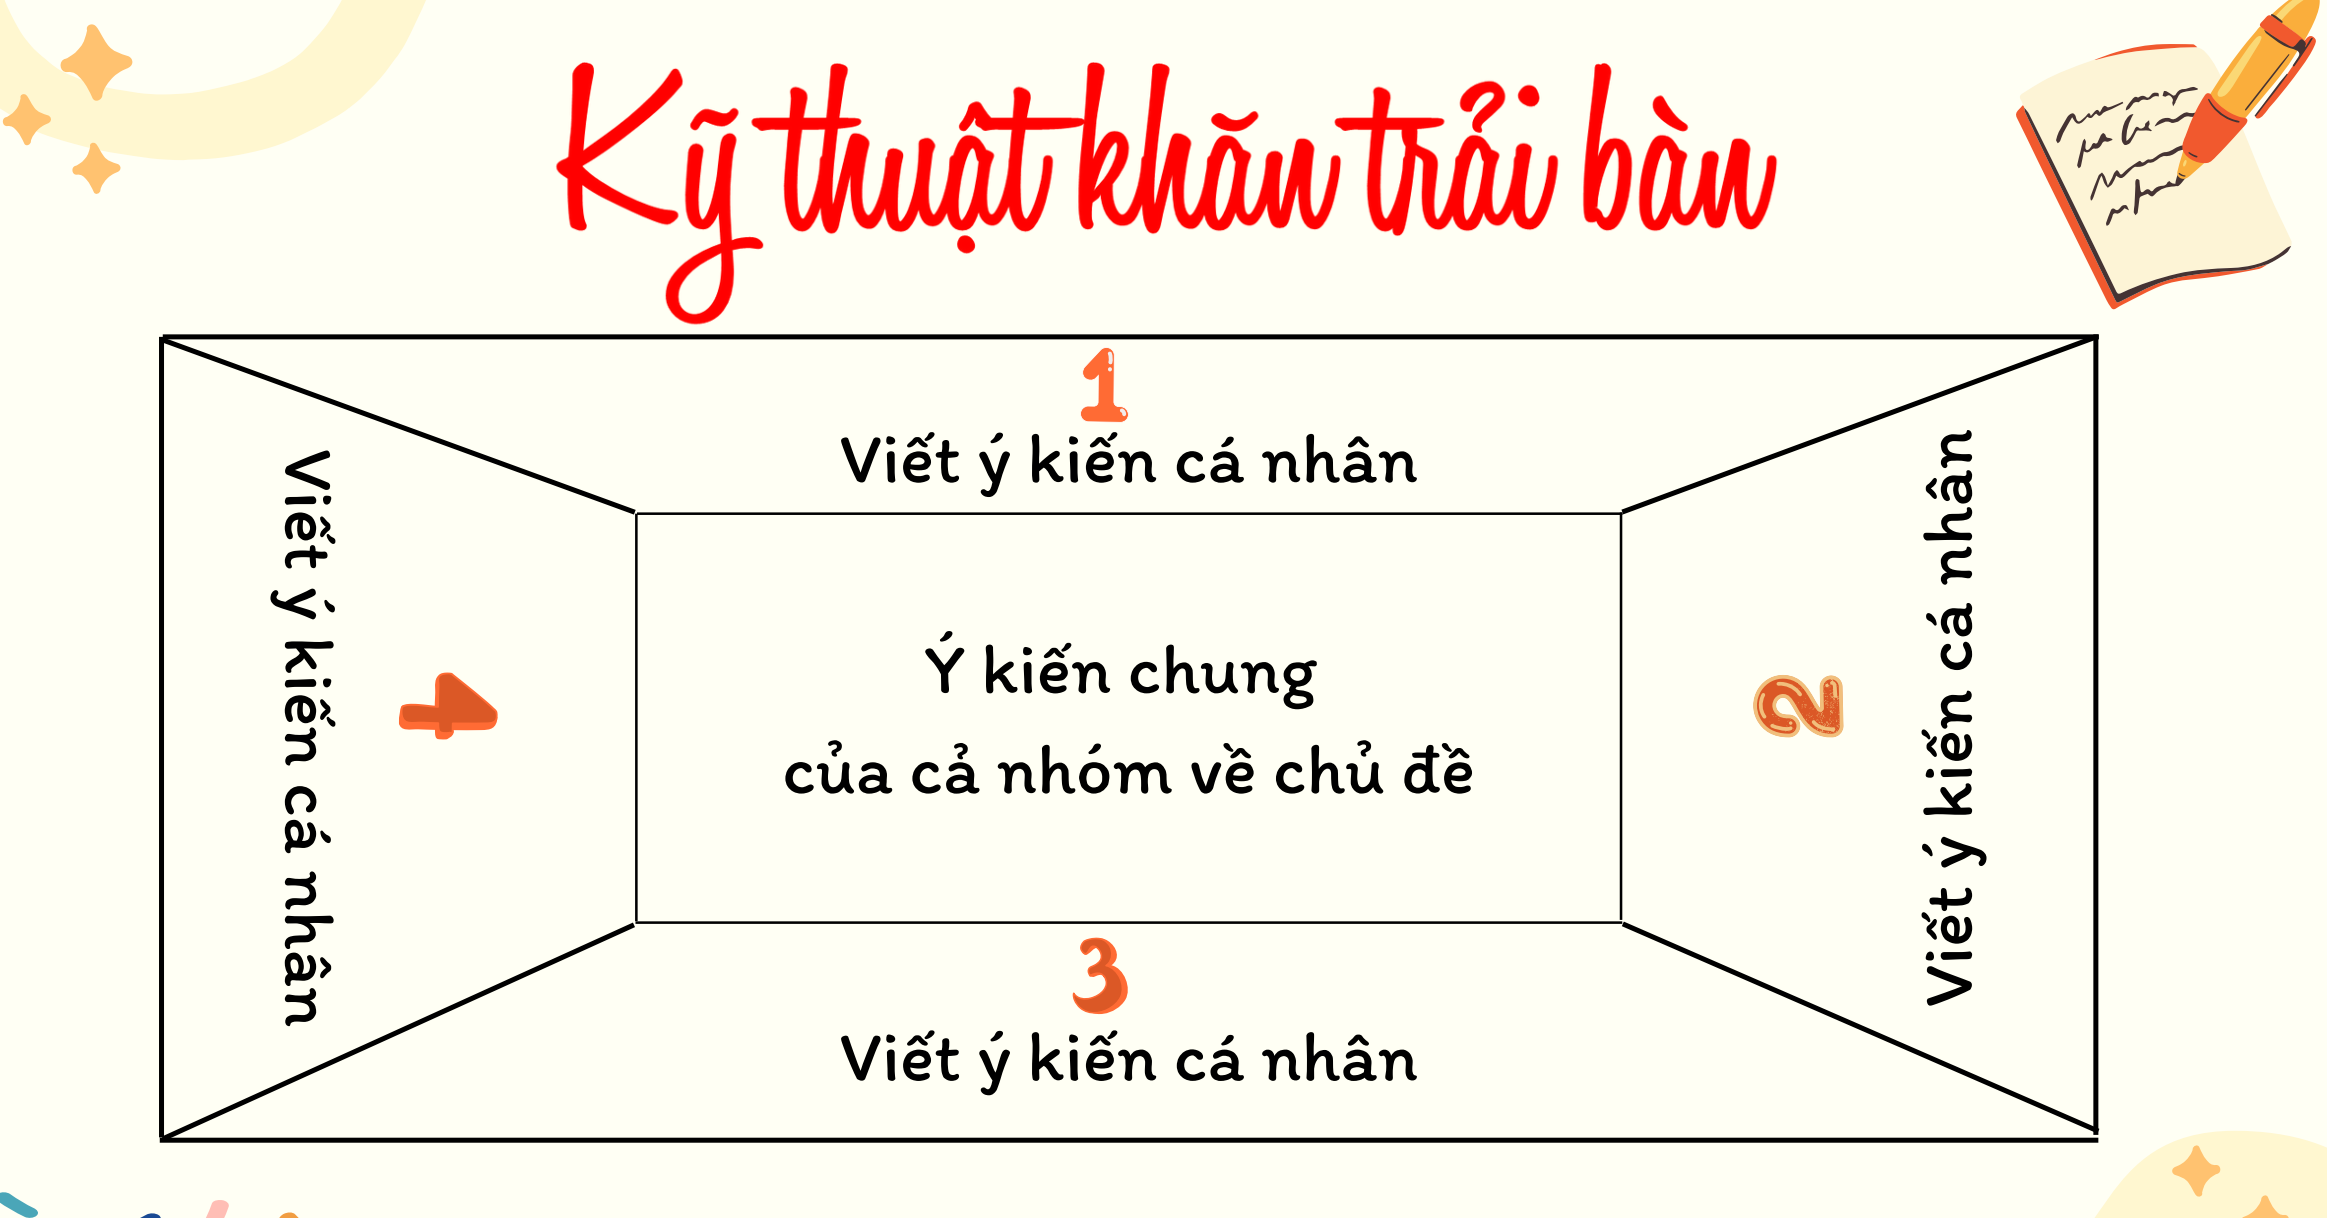 Kỹ thuật khăn trải bàn
1
Viết ý kiến cá nhân
Viết ý kiến cá nhân
4
Ý kiến chung
của cả nhóm về chủ đề
2
Viết ý kiến cá nhân
3
Viết ý kiến cá nhân